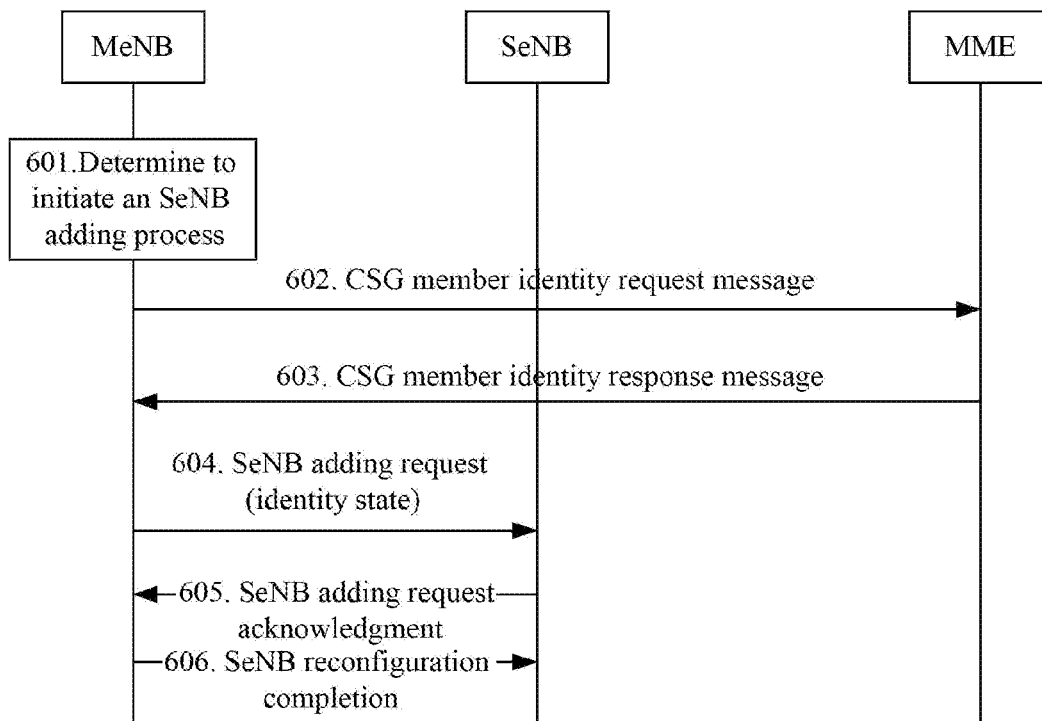 MeNB
SeNB
MME
601.Determine to
initiate an SeNB
adding process
602. CSG member identity request message
603. CSG member identity response message
604. SeNB adding request
(identity state)
605. SeNB adding request
acknowledgment
606. SeNB reconfiguration
completion